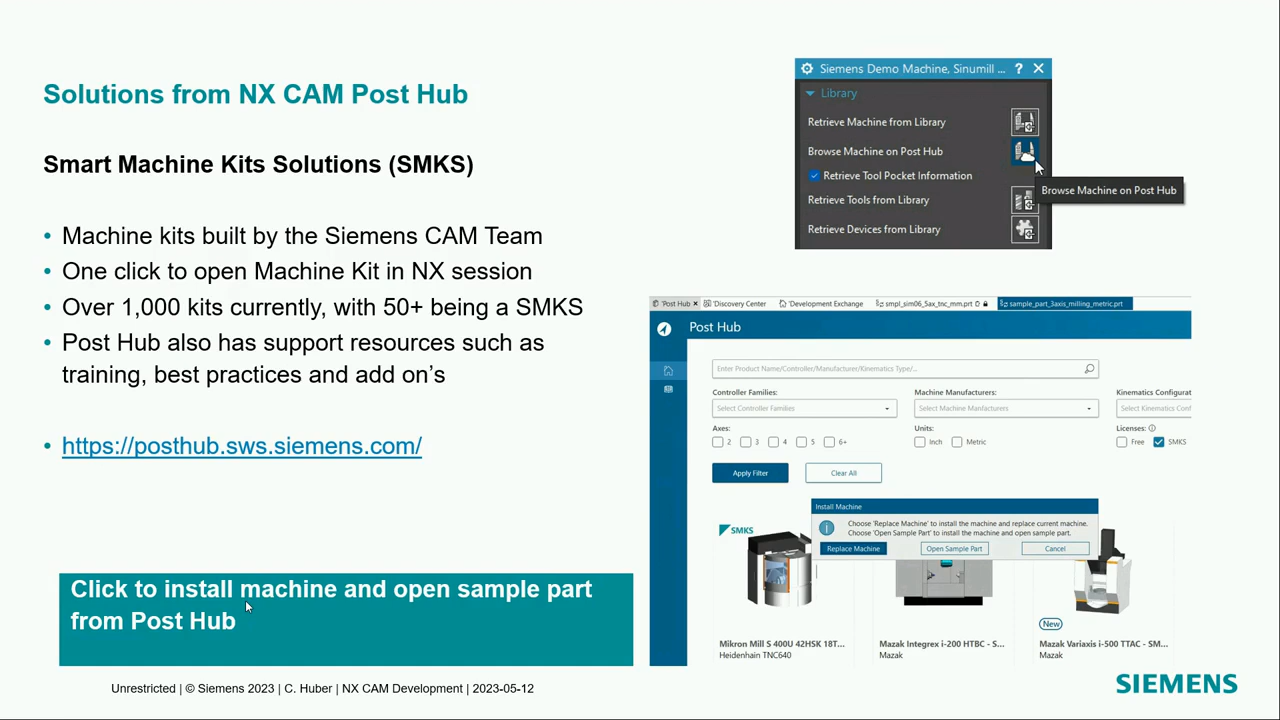 Solutions from NX CAM Post Hub
Smart Machine Kits Solutions (SMKS)
• Machine kits built by the Siemens CAM Team
• One click to open Machine Kit in NX session
• Over 1,000 kits currently, with 50+ being a SMKS
• Post Hub also has support resources such as
training, best practices and add on's
• https://posthub.sws.siemens.com/
Click to install machine and open sample part
from Post Hub
Siemens Demo Machine, Sinumill ... ? ✕
Library
Retrieve Machine from Library
Browse Machine on Post Hub
Retrieve Tool Pocket Information
Browse Machine on Post Hub
Retrieve Tools from Library
Retrieve Devices from Library
Post Hub Discovery Center Development Exchange smpl_sim06_5ax_tnc_mm.prt sample_part_3axis_milling_metric.prt
Post Hub
Enter Product Name/Controller/Manufacturer/Kinematics Type/...
Controller Families: Machine Manufacturers: Kinematics Configurat
Select Controller Families Select Machine Manfacturers Select Kinematics Conf
Axes: Units: Licenses:
2 3 4 5 6+ Inch Metric Free SMKS
Apply Filter Clear All
Install Machine
Choose 'Replace Machine' to install the machine and replace current machine.
Choose 'Open Sample Part' to install the machine and open sample part.
Replace Machine Open Sample Part Cancel
SMKS
New
Mikron Mill S 400U 42HSK 18T... Mazak Integrex i-200 HTBC - S... Mazak Variaxis i-500 TTAC - SM...
Heidenhain TNC640 Mazak Mazak
Unrestricted | © Siemens 2023 | C. Huber | NX CAM Development | 2023-05-12
SIEMENS